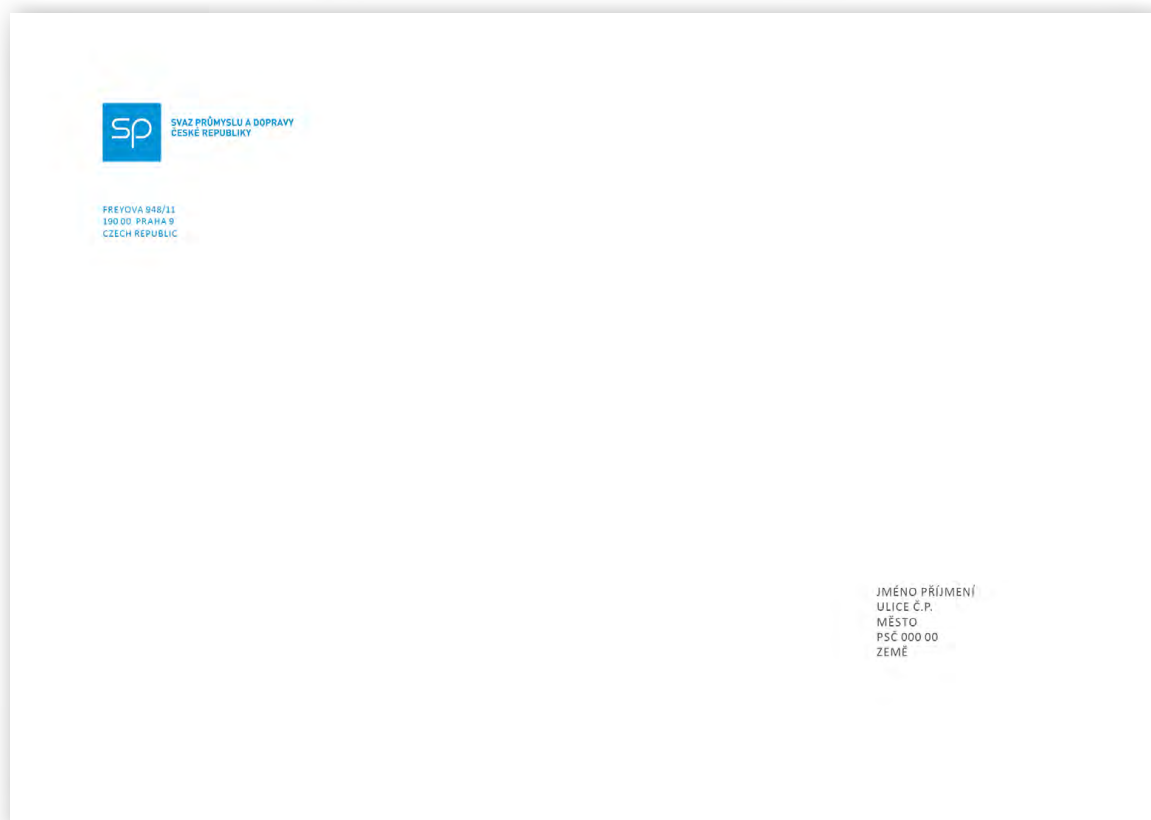 sp
SVAZ PRŮMYSLU A DOPRAVY
ČESKÉ REPUBLIKY
FREYOVA 948/11
190 00 PRAHA 9
CZECH REPUBLIC
JMÉNO PŘÍJMENÍ
ULICE Č.P.
MĚSTO
PSČ 000 00
ZEMĚ